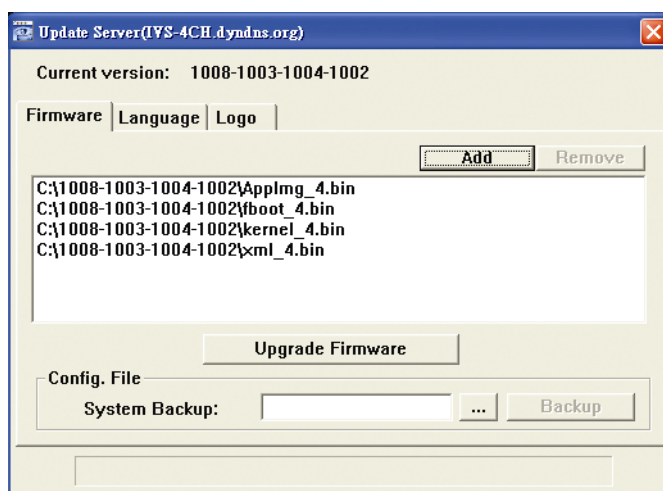 Update Server(IVS-4CH.dyndns.org)
Current version: 1008-1003-1004-1002
Firmware Language Logo
Add Remove
C:\1008-1003-1004-1002\AppImg_4.bin
C:\1008-1003-1004-1002\fboot_4.bin
C:\1008-1003-1004-1002\kernel_4.bin
C:\1008-1003-1004-1002\xml_4.bin
Upgrade Firmware
Config. File
System Backup: ... Backup